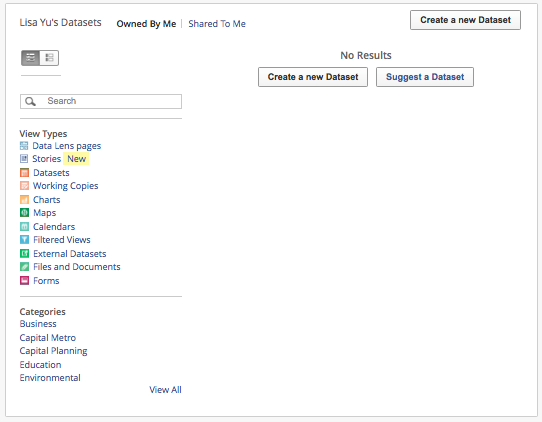 Lisa Yu's Datasets Owned By Me Shared To Me Create a new Dataset
No Results
Create a new Dataset Suggest a Dataset
Search
View Types
Data Lens pages
Stories New
Datasets
Working Copies
Charts
Maps
Calendars
Filtered Views
External Datasets
Files and Documents
Forms
Categories
Business
Capital Metro
Capital Planning
Education
Environmental
View All